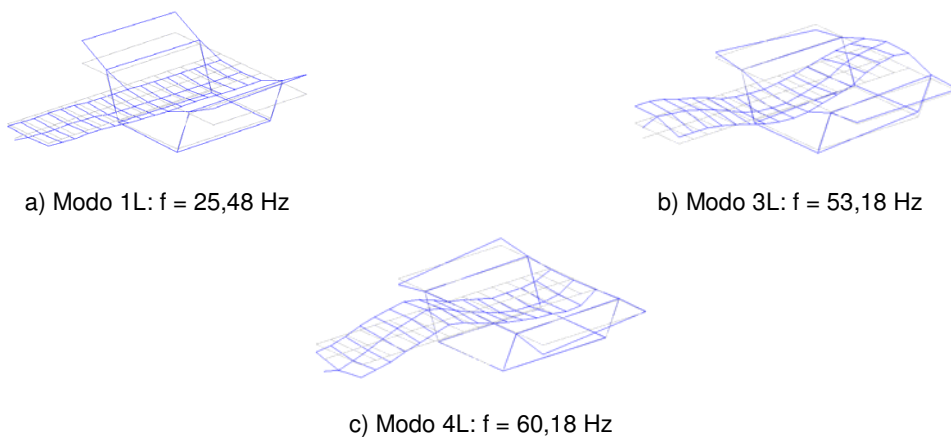 a) Modo 1L: f = 25,48 Hz
b) Modo 3L: f = 53,18 Hz
c) Modo 4L: f = 60,18 Hz